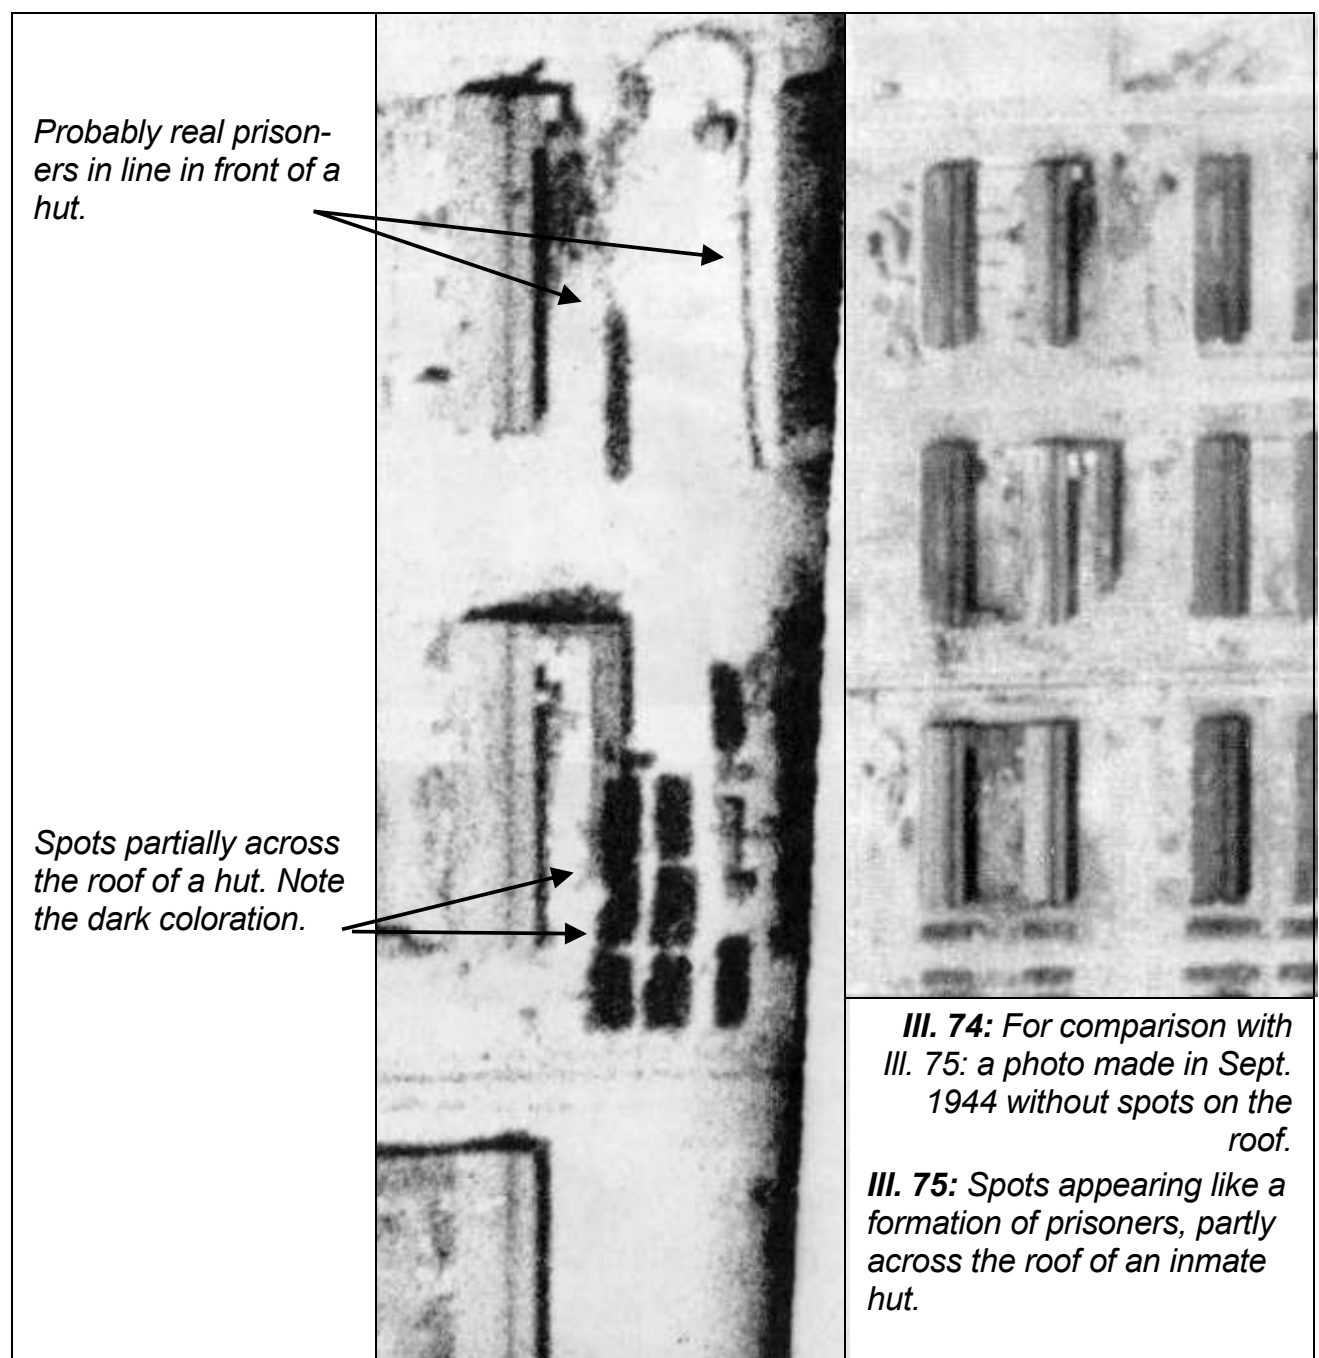 Probably real prison-
ers in line in front of a
hut.
Spots partially across
the roof of a hut. Note
the dark coloration.
Ill. 74: For comparison with
Ill. 75: a photo made in Sept.
1944 without spots on the
roof.
Ill. 75: Spots appearing like a
formation of prisoners, partly
across the roof of an inmate
hut.